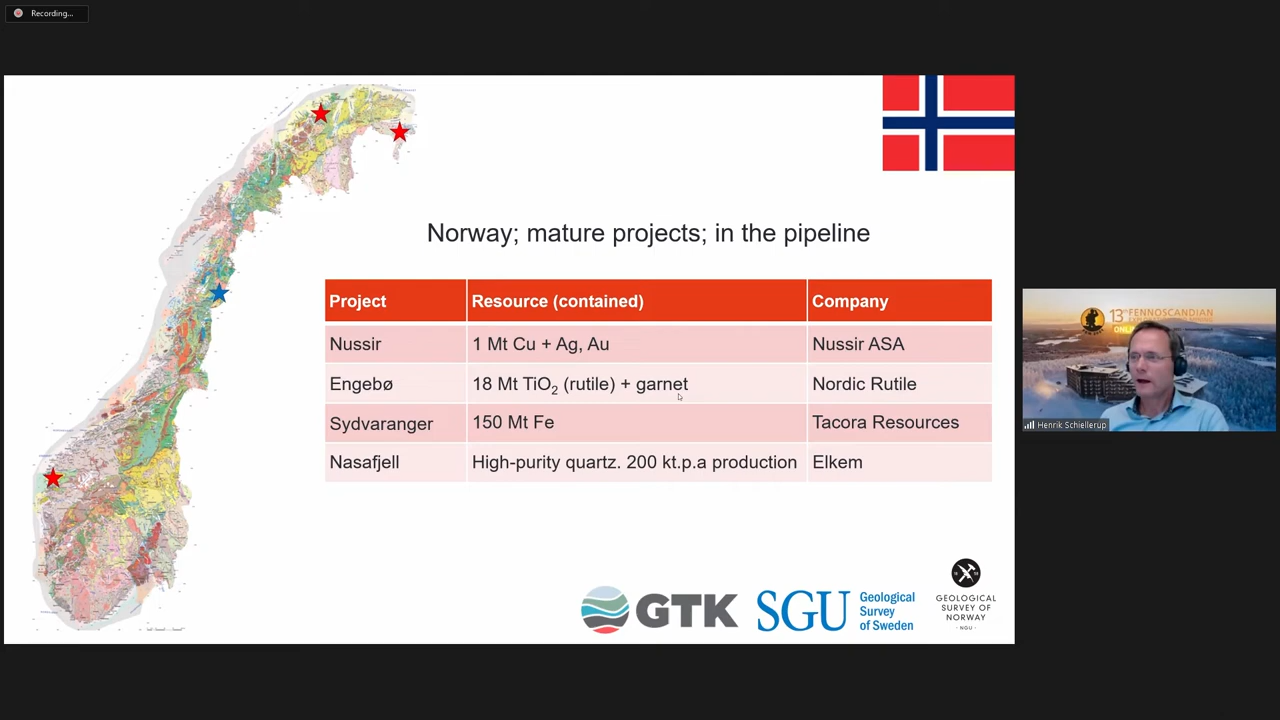 Recording...
Norway; mature projects; in the pipeline
Project Resource (contained) Company
Nussir 1 Mt Cu + Ag, Au Nussir ASA
Engebø 18 Mt TiO2 (rutile) + garnet Nordic Rutile
Sydvaranger 150 Mt Fe Tacora Resources
Nasafjell High-purity quartz. 200 kt.p.a production Elkem
GTK
SGU
Geological
Survey
of Sweden
GEOLOGICAL
SURVEY OF
NORWAY
· NGU ·
13th FENNOSCANDIAN
Henrik Schiellerup